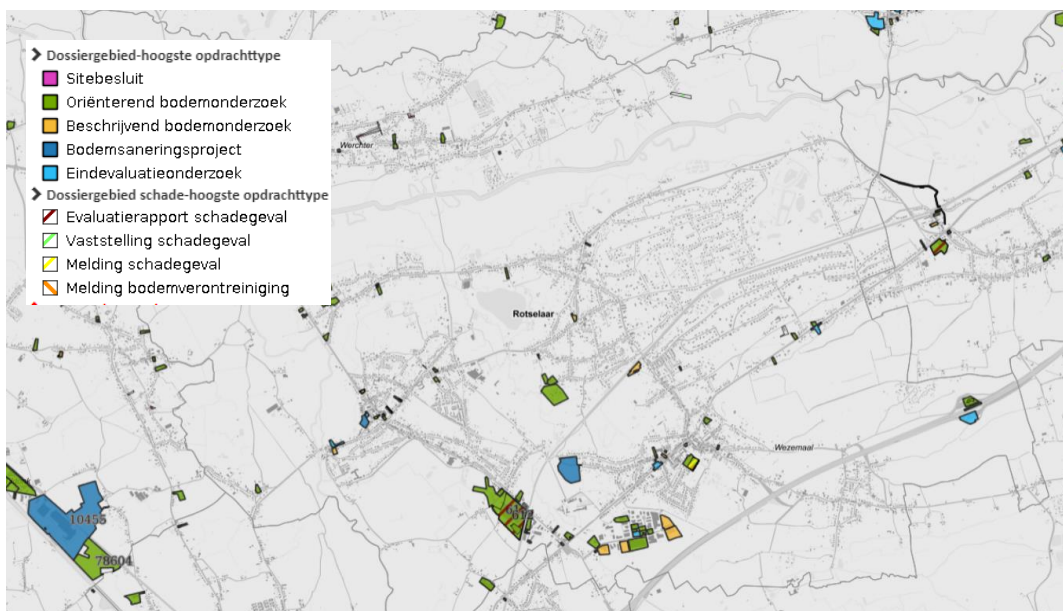 Dossiergebied-hoogste opdrachttype
Sitebesluit
Oriënterend bodemonderzoek
Beschrijvend bodemonderzoek
Bodemsaneringsproject
Eindevaluatieonderzoek
Dossiergebied schade-hoogste opdrachttype
Evaluatierapport schadegeval
Vaststelling schadegeval
Melding schadegeval
Melding bodemverontreiniging
Werchter
Rotselaar
Wezemaal
10455
78604